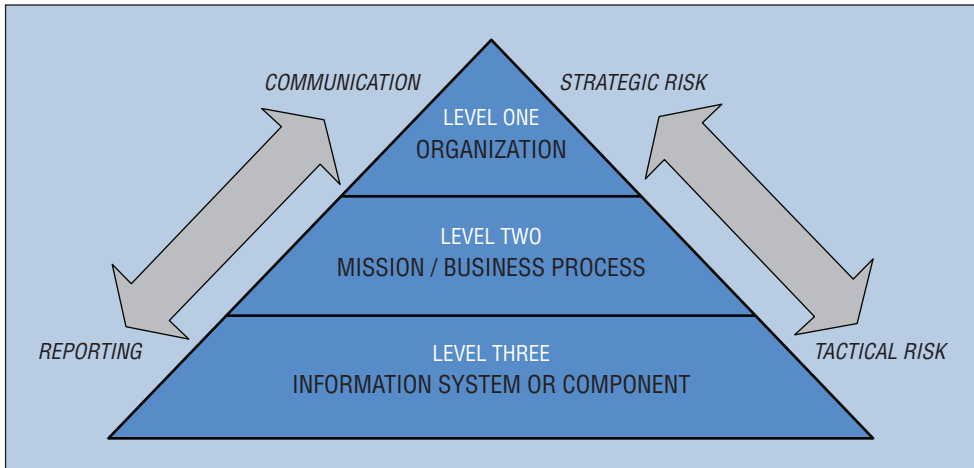 COMMUNICATION
STRATEGIC RISK
LEVEL ONE
ORGANIZATION
LEVEL TWO
MISSION / BUSINESS PROCESS
REPORTING
LEVEL THREE
INFORMATION SYSTEM OR COMPONENT
TACTICAL RISK